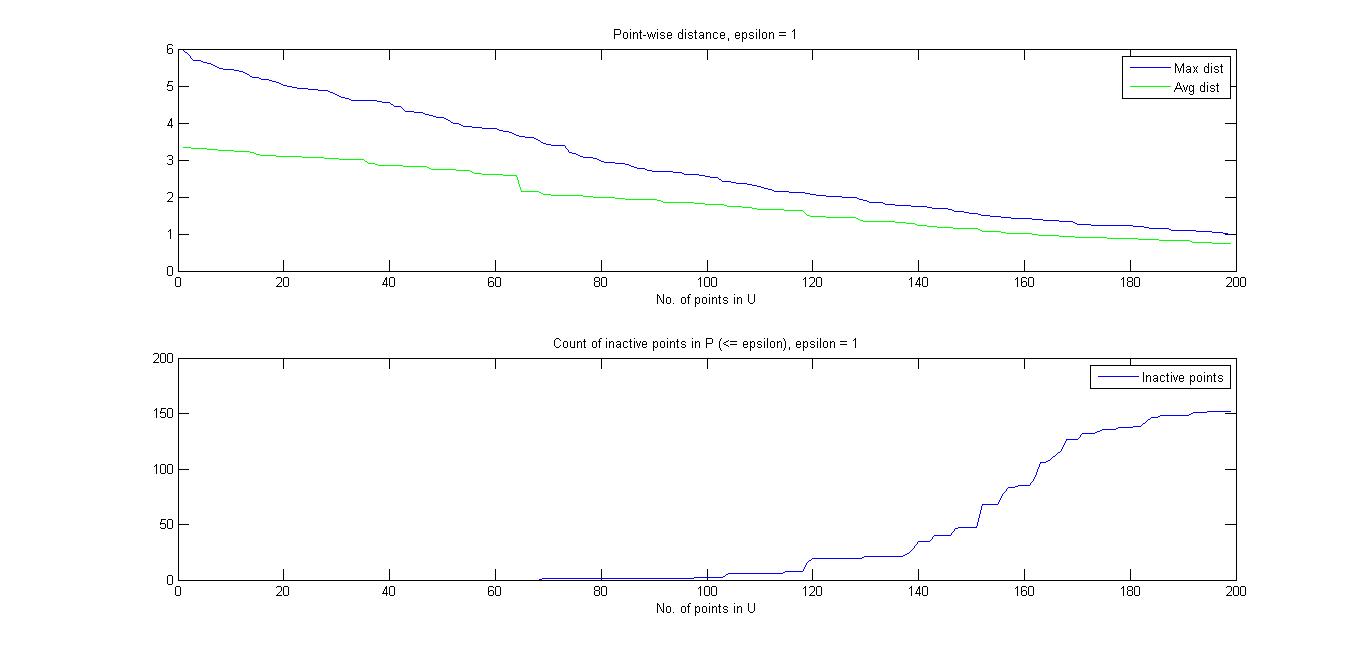 Point-wise distance, epsilon = 1
6
5
4
3
2
1
0
Max dist
Avg dist
0 20 40 60 80 100 120 140 160 180 200
No. of points in U
Count of inactive points in P (<= epsilon), epsilon = 1
200
150
100
50
0
Inactive points
0 20 40 60 80 100 120 140 160 180 200
No. of points in U